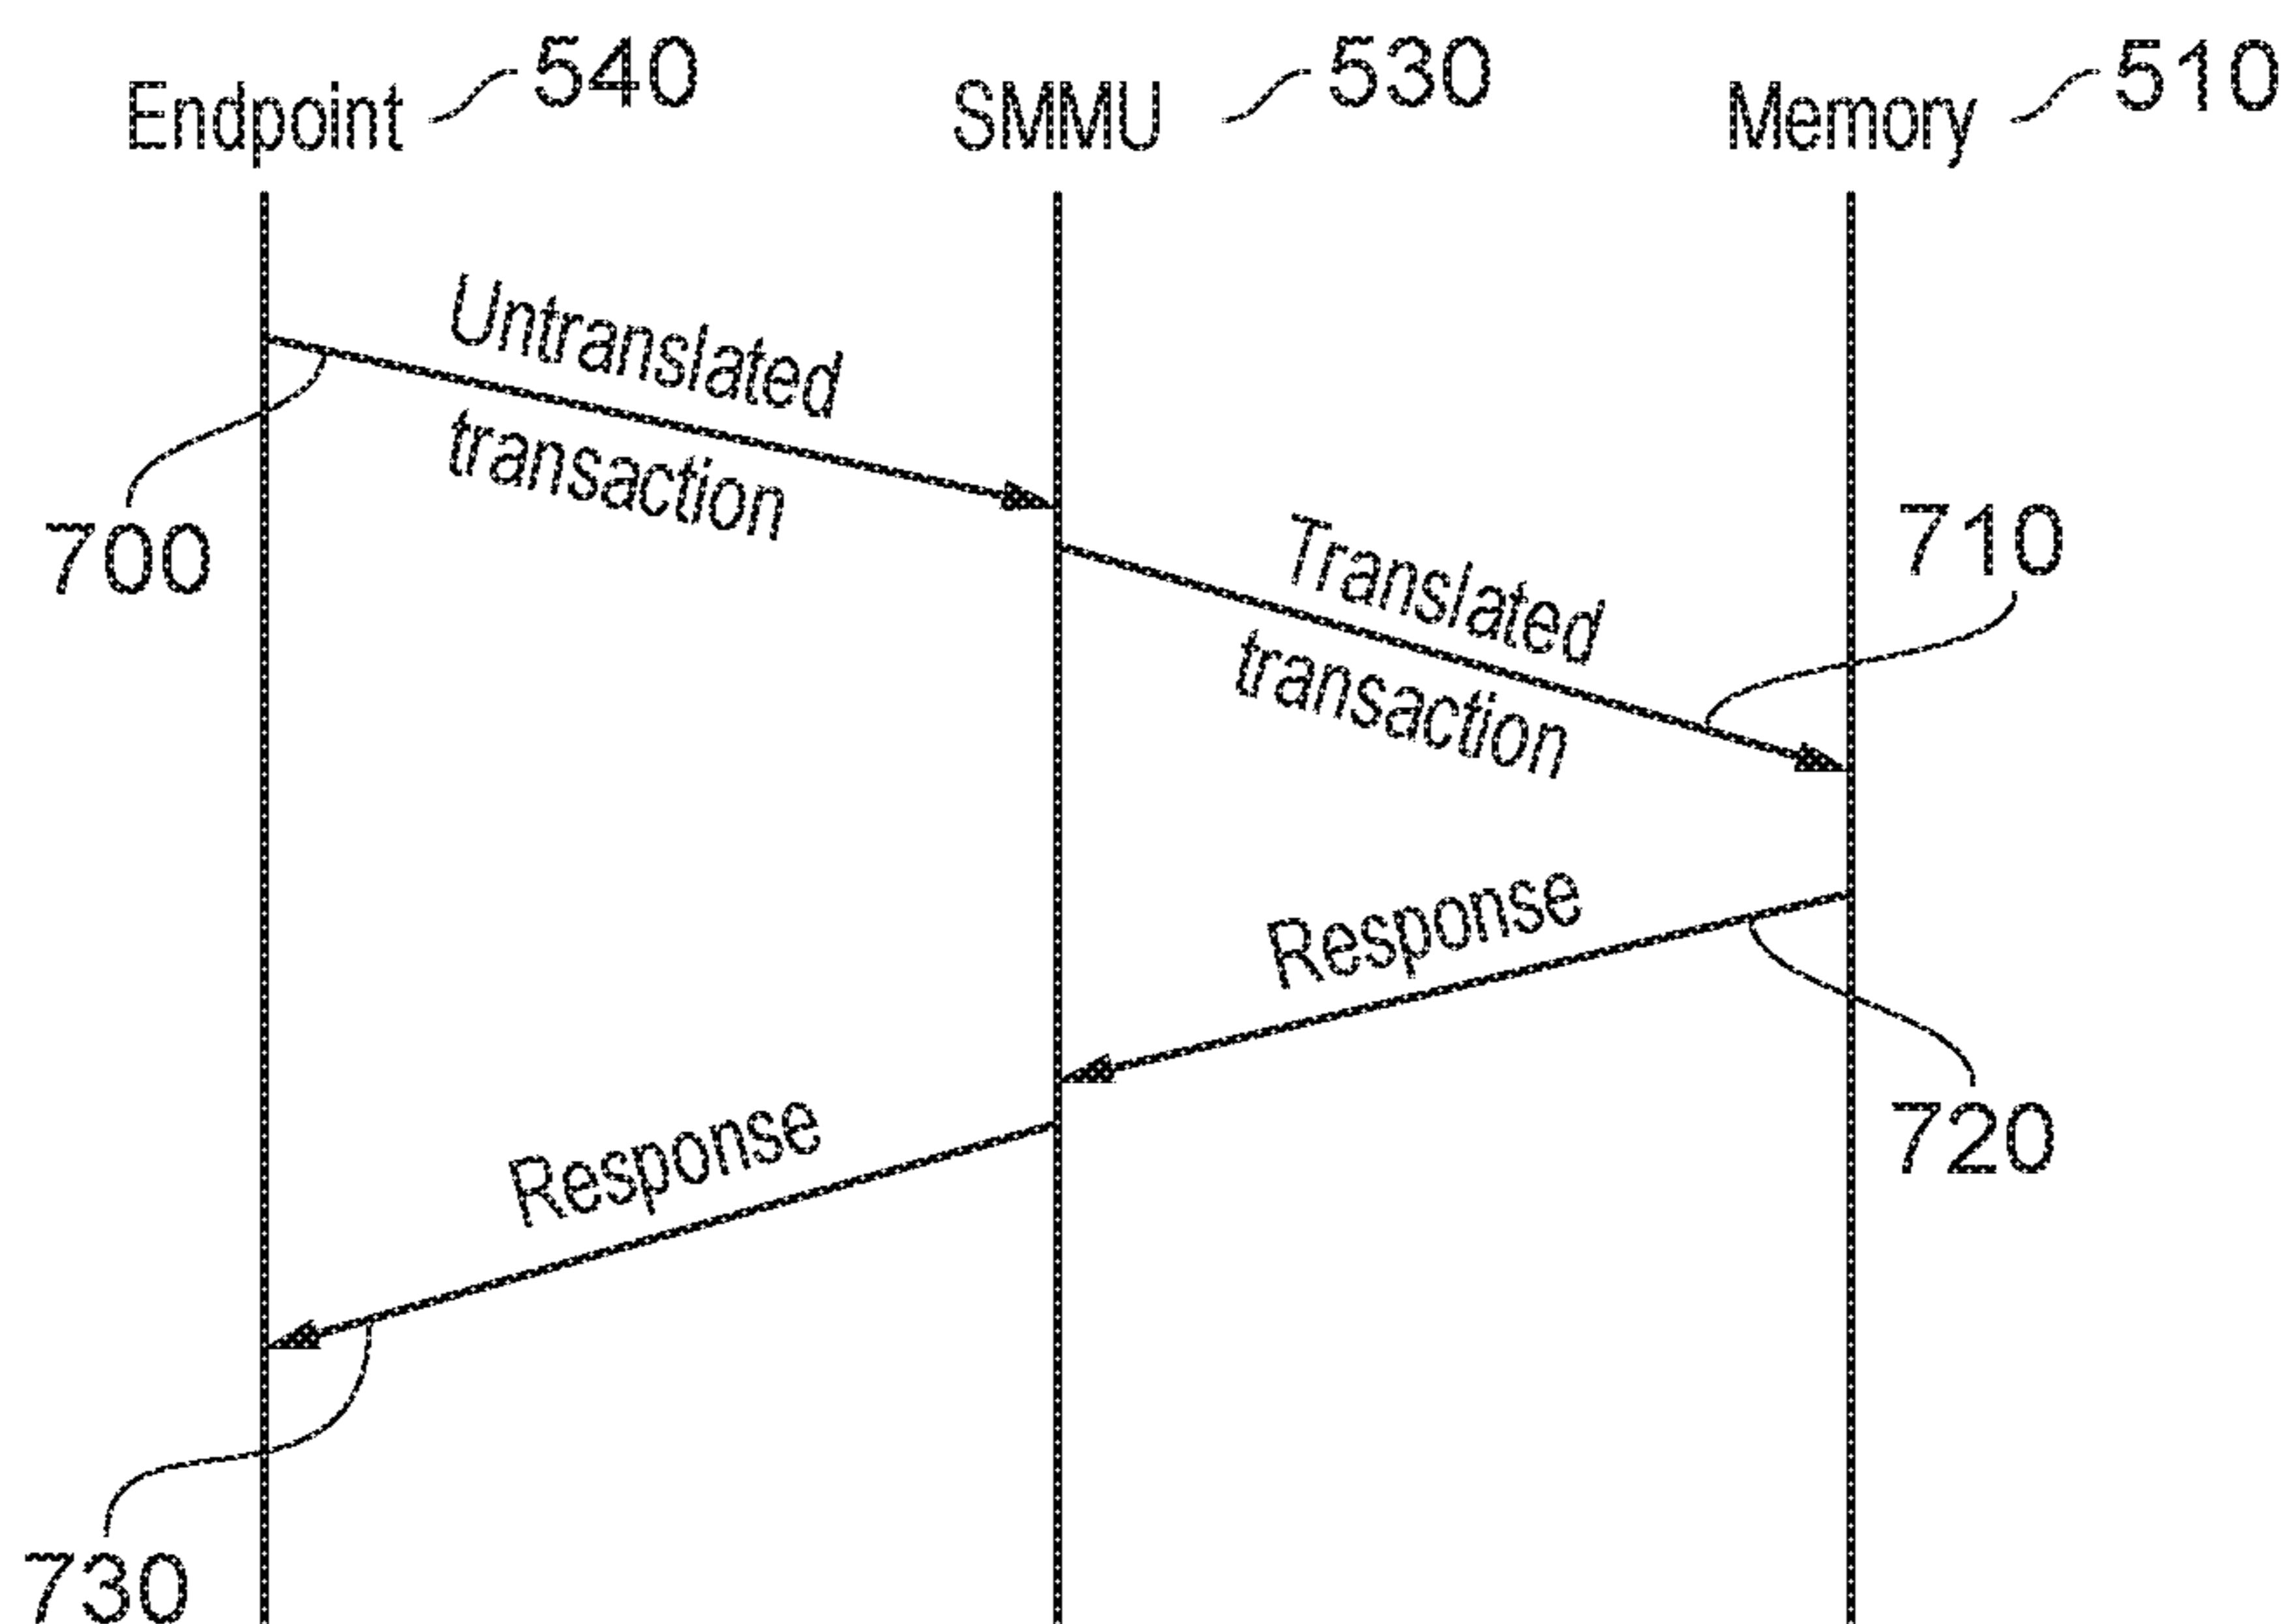 Endpoint 540
SMMU 530
Memory 510
Untranslated
transaction
700
Translated
transaction
710
Response
720
Response
730